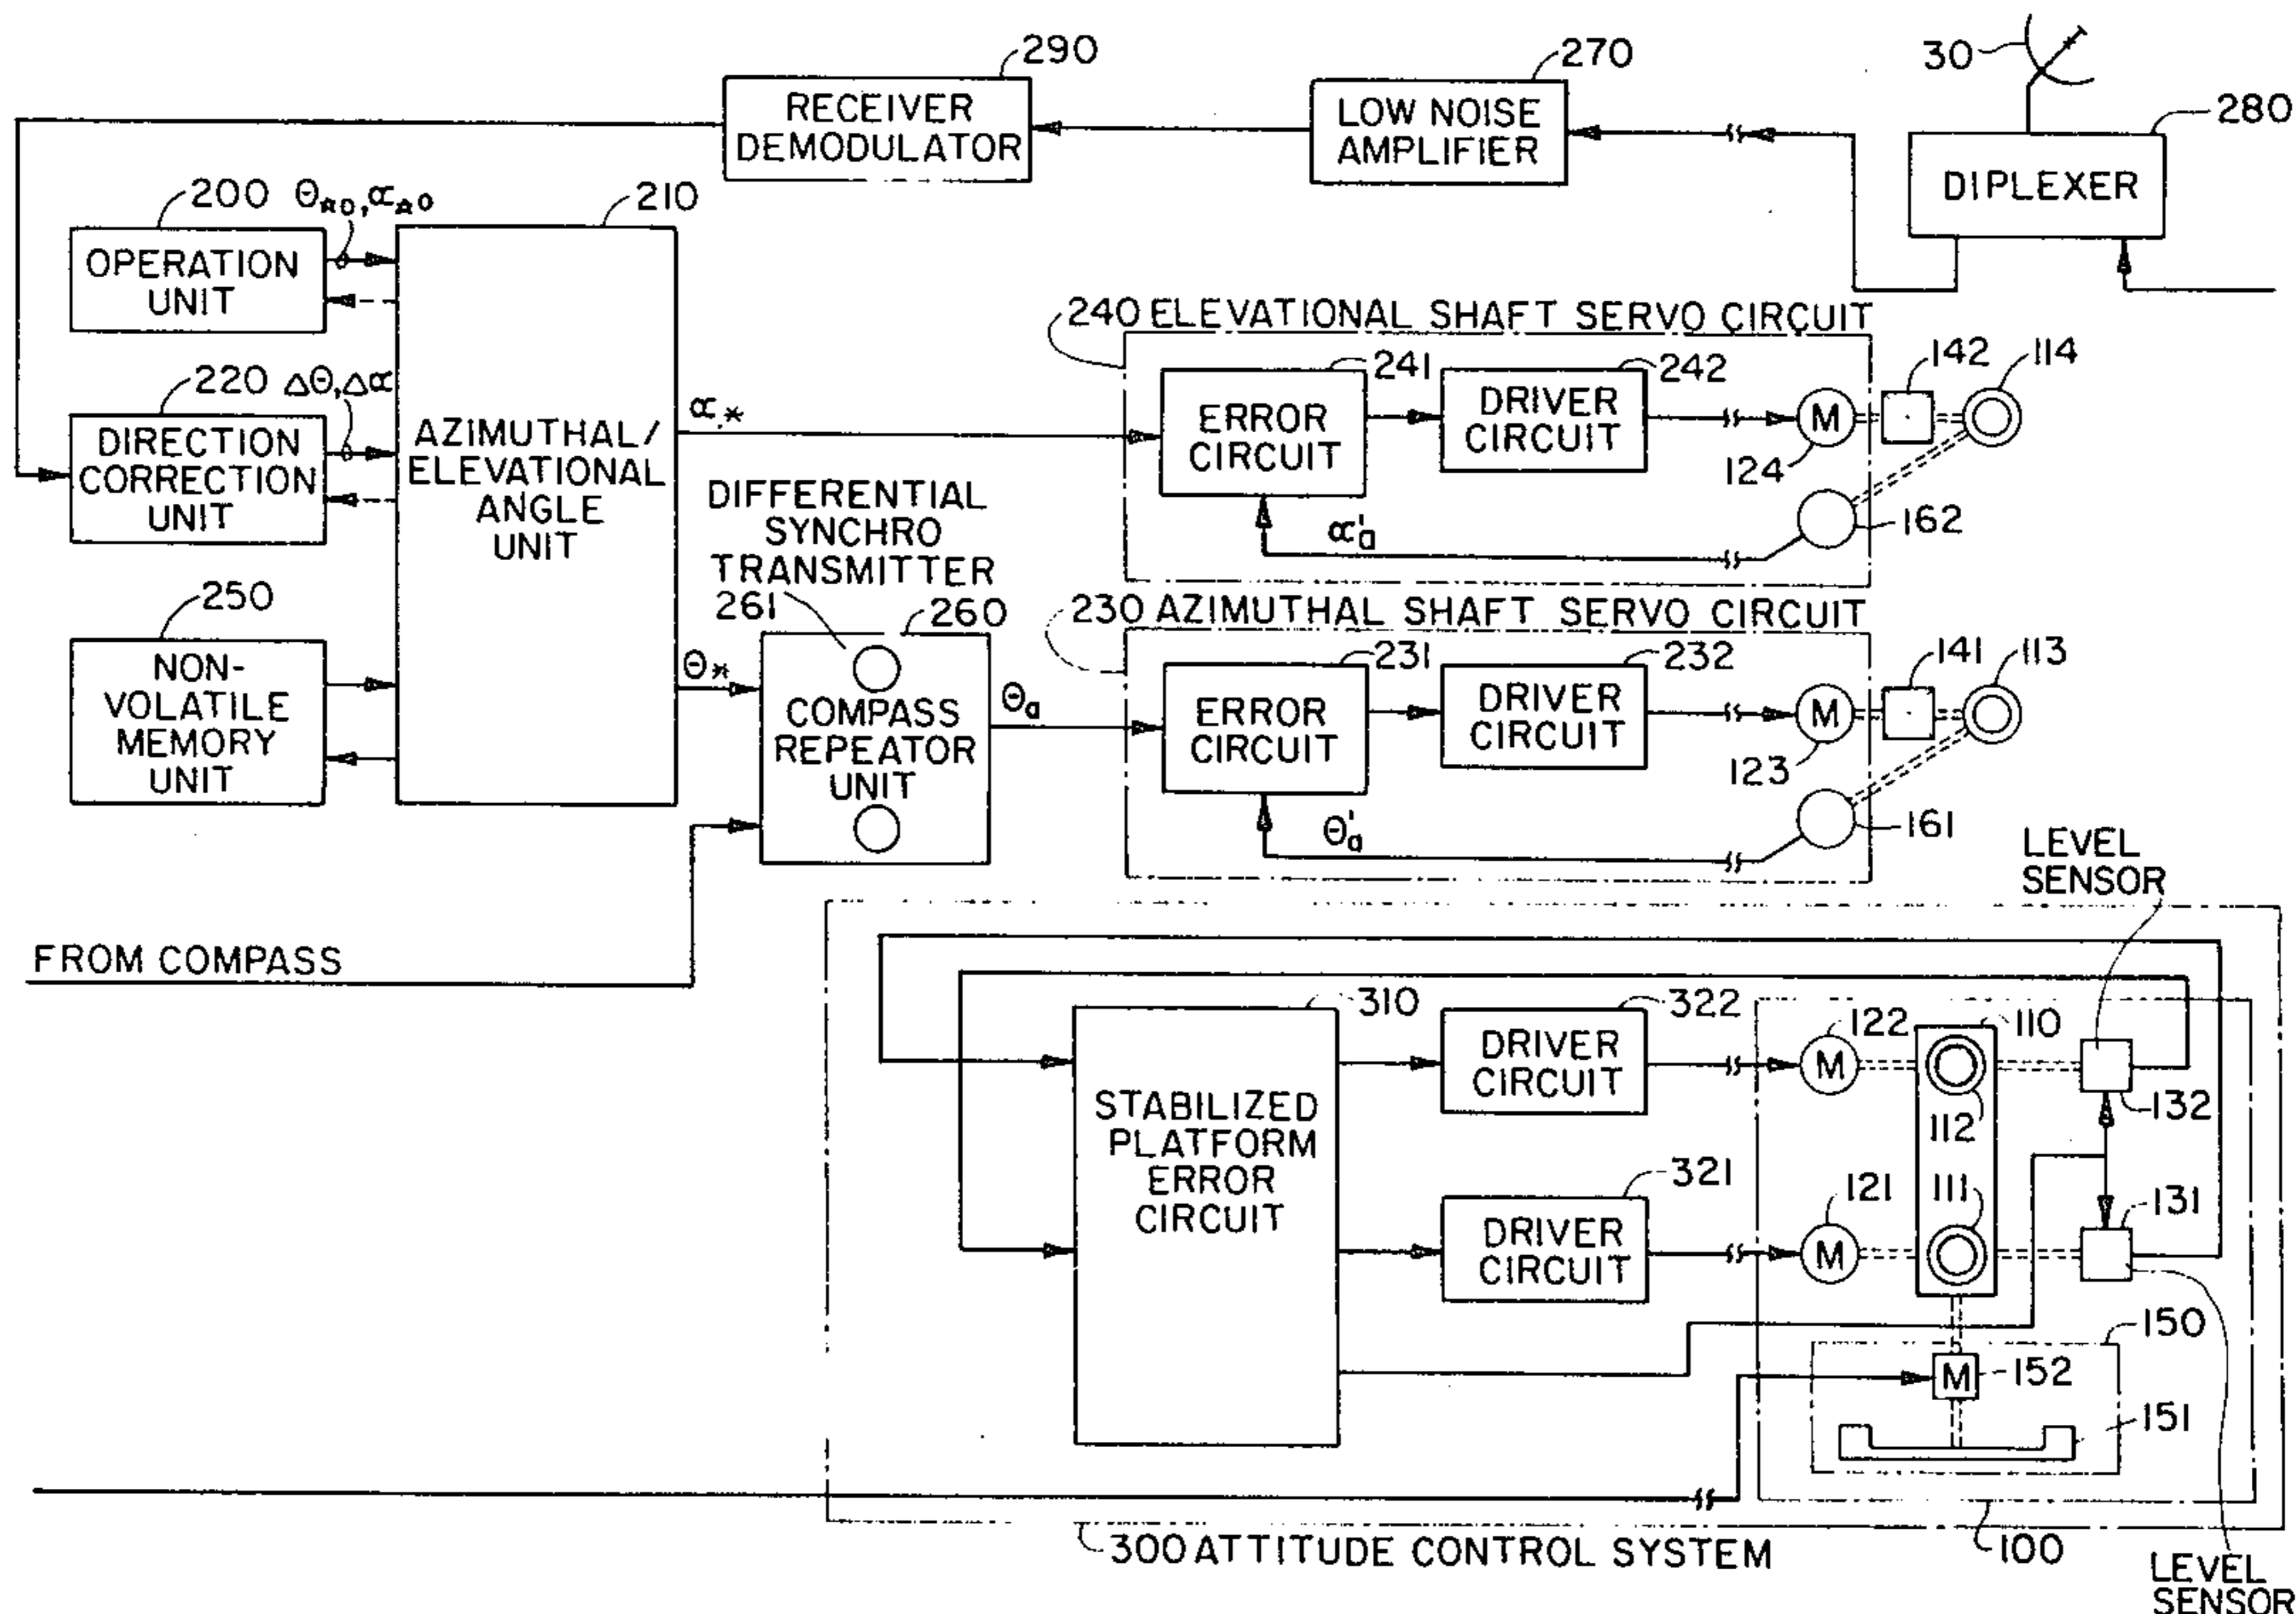 30
290
270
280
RECEIVER
DEMODULATOR
LOW NOISE
AMPLIFIER
DIPLEXER
200
Θ☆0, α☆0
210
OPERATION
UNIT
240 ELEVATIONAL SHAFT SERVO CIRCUIT
220
Δθ, Δα
DIRECTION
CORRECTION
UNIT
AZIMUTHAL/
ELEVATIONAL
ANGLE
UNIT
α*
241
242
142
114
ERROR
CIRCUIT
DRIVER
CIRCUIT
M
124
162
α'a
DIFFERENTIAL
SYNCHRO
TRANSMITTER
261
260
250
NON-
VOLATILE
MEMORY
UNIT
Θ*
COMPASS
REPEATOR
UNIT
Θa
230 AZIMUTHAL SHAFT SERVO CIRCUIT
231
232
141
113
ERROR
CIRCUIT
DRIVER
CIRCUIT
M
123
161
Θ'a
LEVEL
SENSOR
FROM COMPASS
310
322
122
110
STABILIZED
PLATFORM
ERROR
CIRCUIT
DRIVER
CIRCUIT
M
112
132
321
121
111
131
DRIVER
CIRCUIT
M
150
M
152
151
300 ATTITUDE CONTROL SYSTEM
100
LEVEL
SENSOR